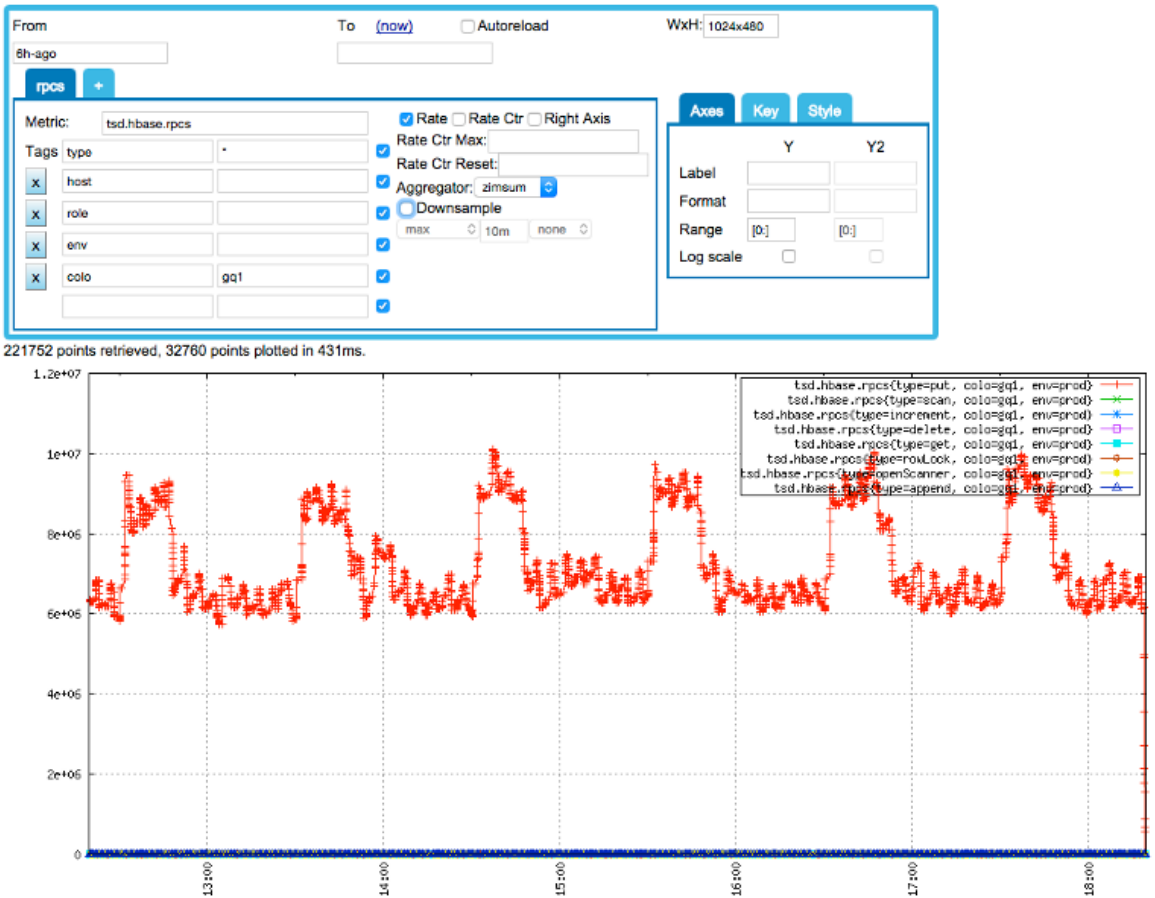 From To (now) Autoreload WxH: 1024x480
6h-ago
rpcs +
Metric: tsd.hbase.rpcs
Tags type *
x host
x role
x env
x colo gq1
Rate Rate Ctr Right Axis
Rate Ctr Max:
Rate Ctr Reset:
Aggregator: zimsum
Downsample
max 10m none
Axes Key Style
Y Y2
Label
Format
Range [0:] [0:]
Log scale
221752 points retrieved, 32760 points plotted in 431ms.
1.2e+07
1e+07
8e+06
6e+06
4e+06
2e+06
0
tsd.hbase.rpcs{type=put, colo=gq1, env=prod}
tsd.hbase.rpcs{type=scan, colo=gq1, env=prod}
tsd.hbase.rpcs{type=increment, colo=gq1, env=prod}
tsd.hbase.rpcs{type=delete, colo=gq1, env=prod}
tsd.hbase.rpcs{type=get, colo=gq1, env=prod}
tsd.hbase.rpcs{type=rowLock, colo=gq1, env=prod}
tsd.hbase.rpcs{type=openScanner, colo=gq1, env=prod}
tsd.hbase.rpcs{type=append, colo=gq1, env=prod}
13:00
14:00
15:00
16:00
17:00
18:00